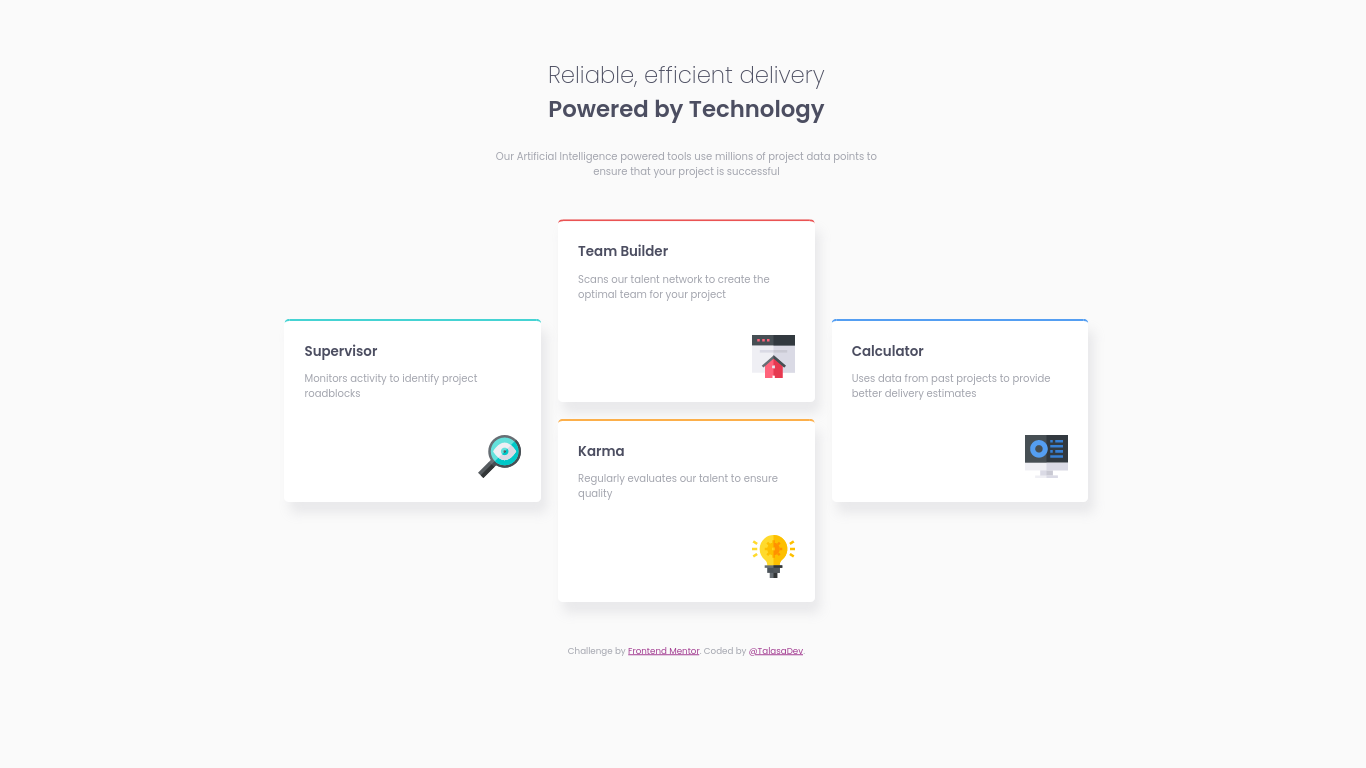 Reliable, efficient delivery
Powered by Technology
Our Artificial Intelligence powered tools use millions of project data points to
ensure that your project is successful
Team Builder
Scans our talent network to create the
optimal team for your project
Supervisor
Monitors activity to identify project
roadblocks
Calculator
Uses data from past projects to provide
better delivery estimates
Karma
Regularly evaluates our talent to ensure
quality
Challenge by Frontend Mentor. Coded by @TalasaDev.